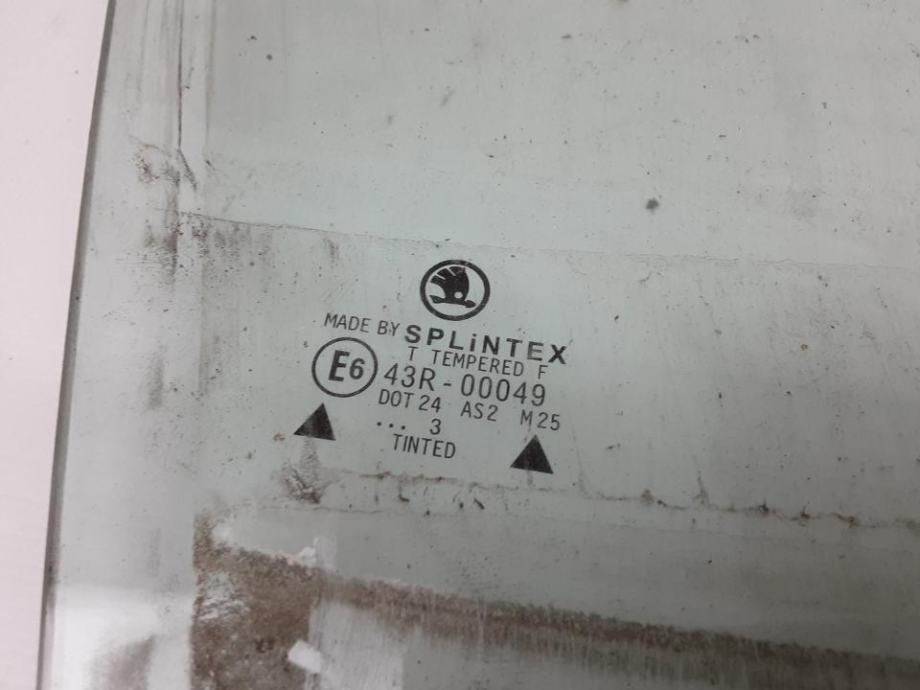 MADE BY SPLiNTEX
T TEMPERED F
E6 43R-00049
DOT 24 AS2 M25
... 3
TINTED